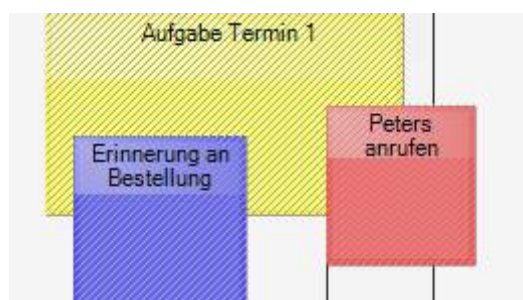 Aufgabe Termin 1
Erinnerung an
Bestellung
Peters
anrufen